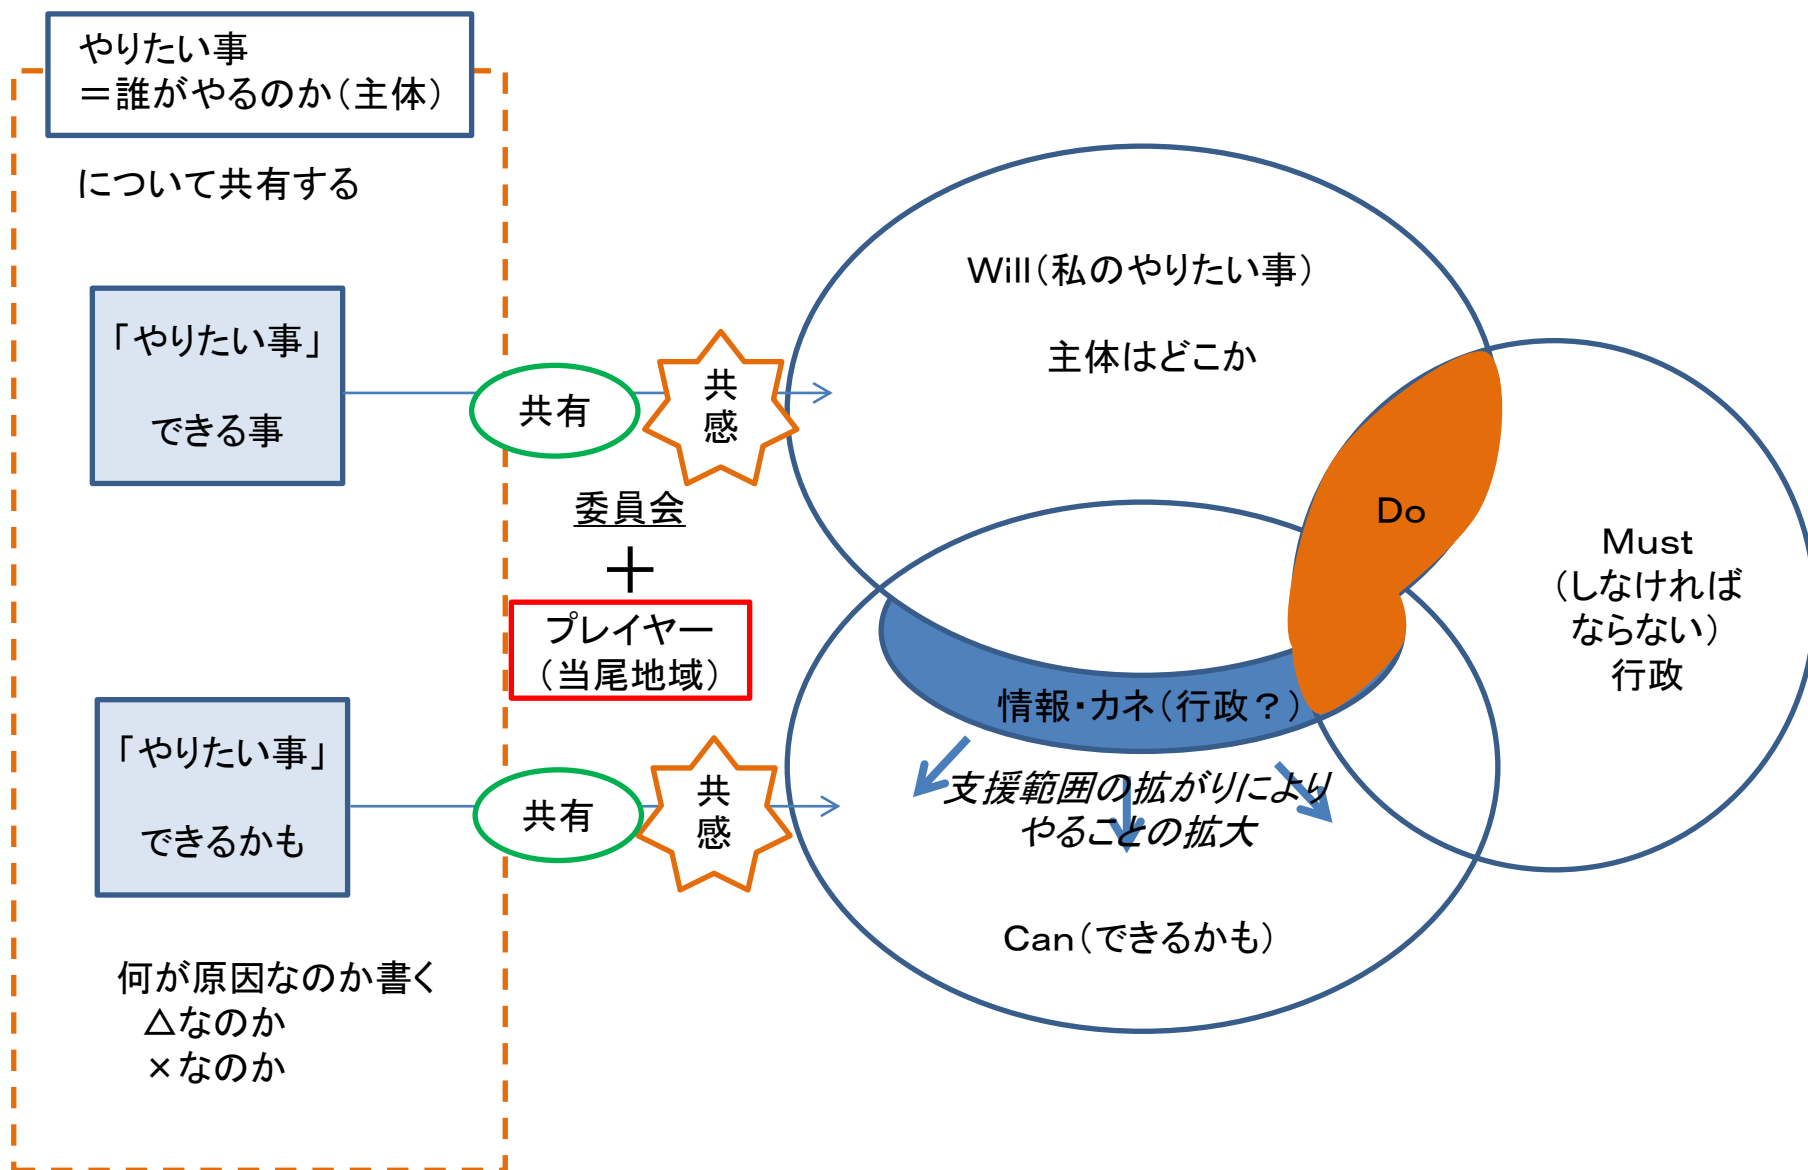 やりたい事
＝誰がやるのか（主体）
について共有する
「やりたい事」
できる事
共有
共
感
委員会
＋
プレイヤー
（当尾地域）
「やりたい事」
できるかも
共有
共
感
何が原因なのか書く
△なのか
×なのか
Will（私のやりたい事）
主体はどこか
Do
Must
（しなければ
ならない）
行政
情報・カネ（行政？）
支援範囲の拡がりにより
やることの拡大
Can（できるかも）